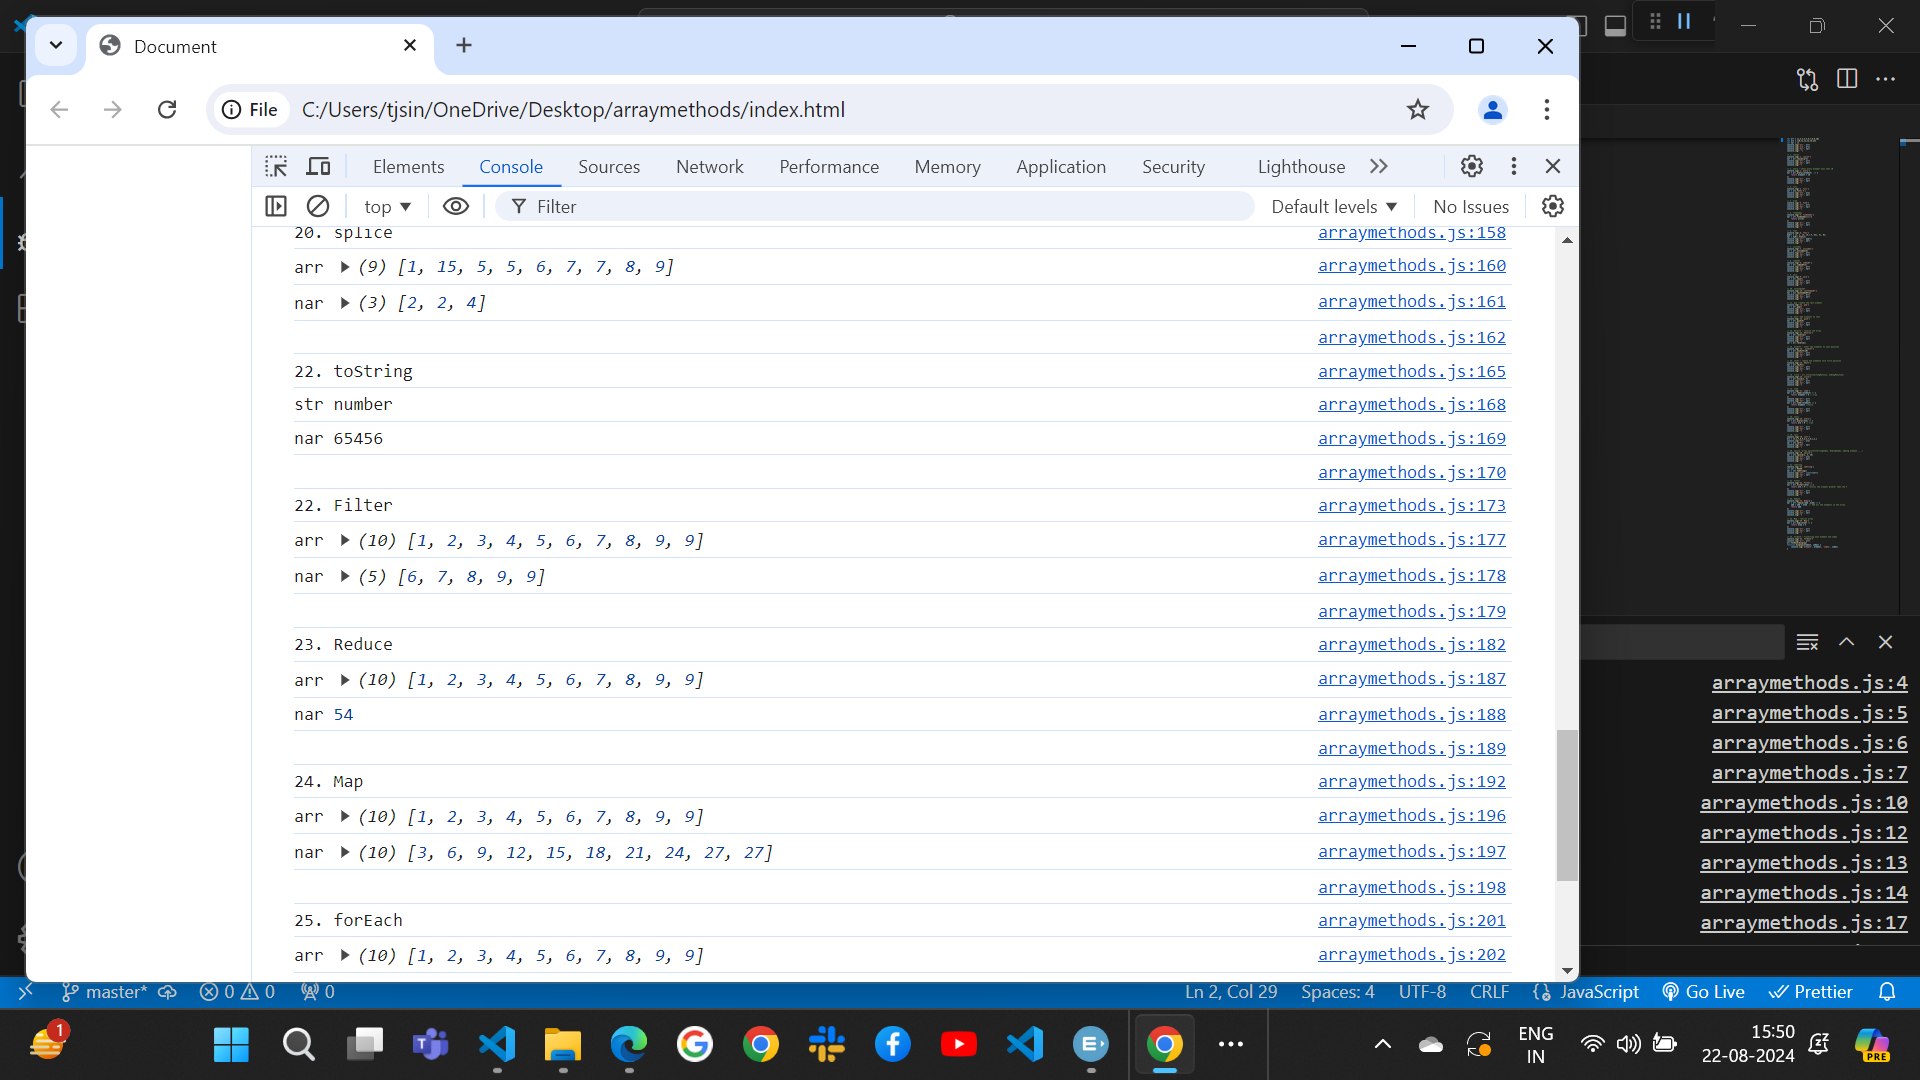 Document
File
C:/Users/tjsin/OneDrive/Desktop/arraymethods/index.html
Elements Console Sources Network Performance Memory Application Security Lighthouse
top Filter Default levels No Issues
20. splice arraymethods.js:158
arr (9) [1, 15, 5, 5, 6, 7, 7, 8, 9] arraymethods.js:160
nar (3) [2, 2, 4] arraymethods.js:161
arraymethods.js:162
22. toString arraymethods.js:165
str number arraymethods.js:168
nar 65456 arraymethods.js:169
arraymethods.js:170
22. Filter arraymethods.js:173
arr (10) [1, 2, 3, 4, 5, 6, 7, 8, 9, 9] arraymethods.js:177
nar (5) [6, 7, 8, 9, 9] arraymethods.js:178
arraymethods.js:179
23. Reduce arraymethods.js:182
arr (10) [1, 2, 3, 4, 5, 6, 7, 8, 9, 9] arraymethods.js:187
nar 54 arraymethods.js:188
arraymethods.js:189
24. Map arraymethods.js:192
arr (10) [1, 2, 3, 4, 5, 6, 7, 8, 9, 9] arraymethods.js:196
nar (10) [3, 6, 9, 12, 15, 18, 21, 24, 27, 27] arraymethods.js:197
arraymethods.js:198
25. forEach arraymethods.js:201
arr (10) [1, 2, 3, 4, 5, 6, 7, 8, 9, 9] arraymethods.js:202
arraymethods.js:4
arraymethods.js:5
arraymethods.js:6
arraymethods.js:7
arraymethods.js:10
arraymethods.js:12
arraymethods.js:13
arraymethods.js:14
arraymethods.js:17
master* 0 0 0 Ln 2, Col 29 Spaces: 4 UTF-8 CRLF JavaScript Go Live Prettier
1
ENG
IN
15:50
22-08-2024
PRE